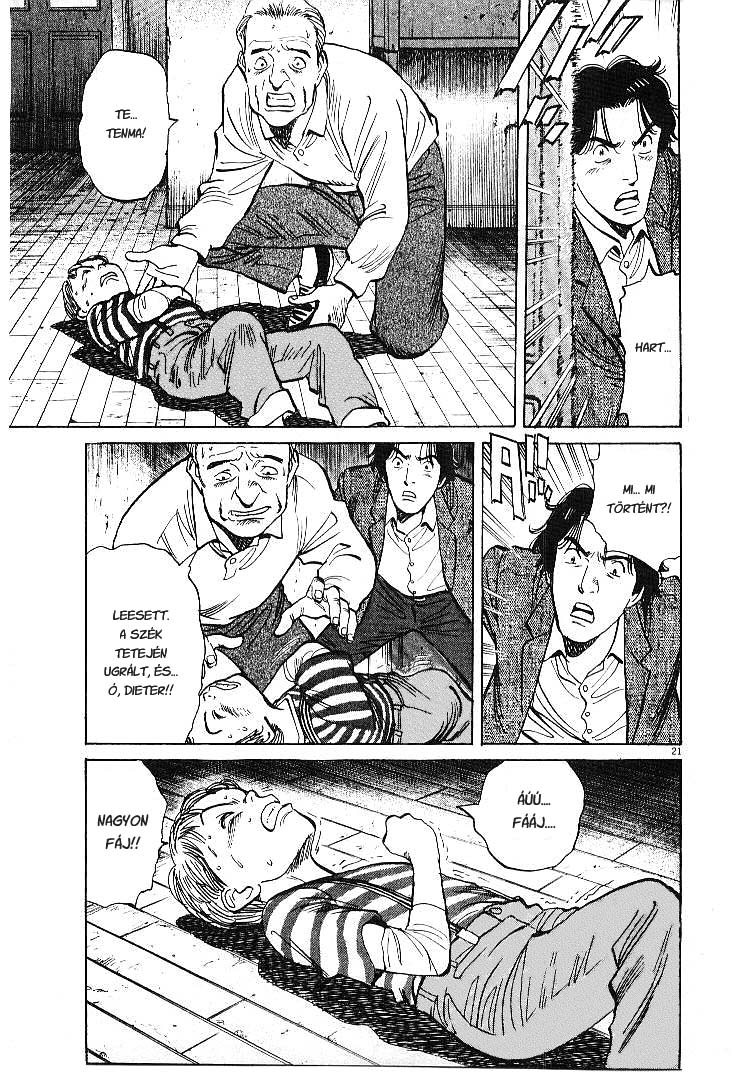 HART...
TE...
TENMA!
MI... MI
TÖRTÉNT?!
A!!..
LEESETT.
A SZÉK
TETEJÉN
UGRÁLT, ÉS...
Ó, DIETER!!
21
ÁÚÚ....
FÁÁJ....
NAGYON
FÁJ!!